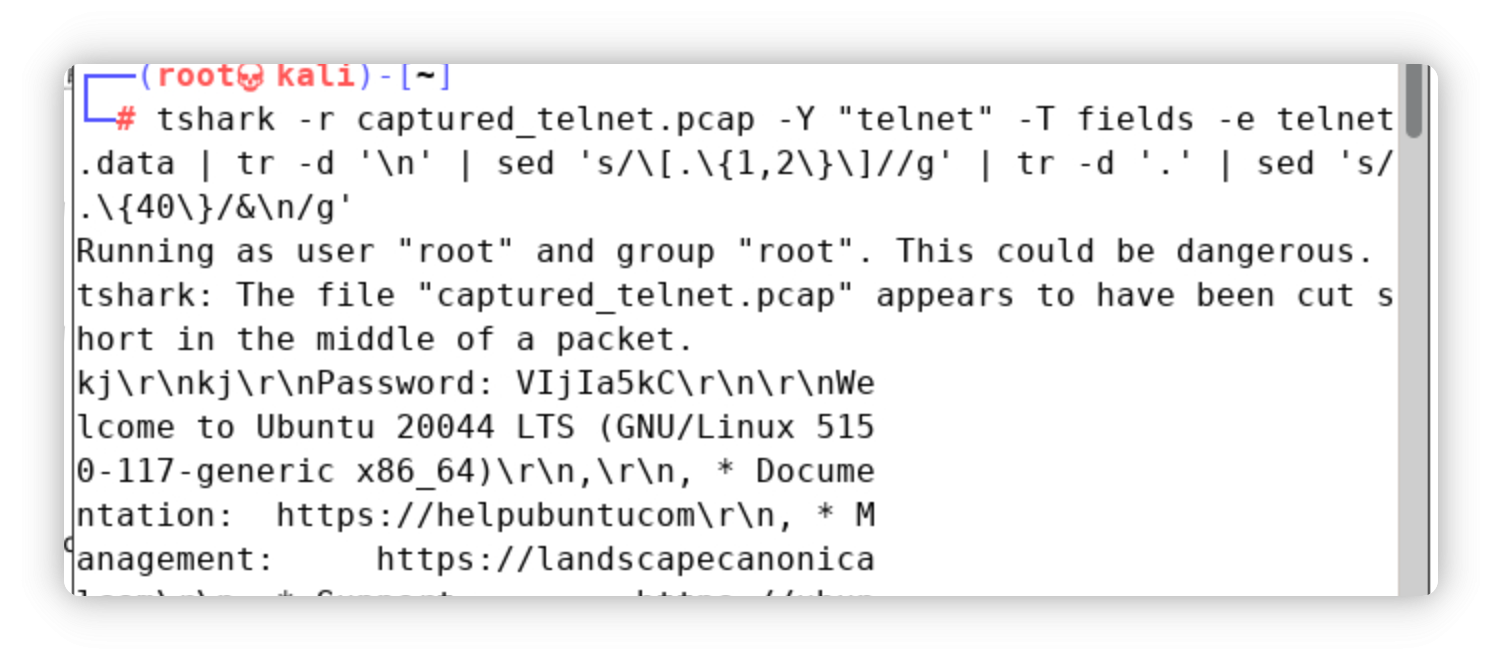 (root💀kali)-[~]
# tshark -r captured_telnet.pcap -Y "telnet" -T fields -e telnet
.data | tr -d '\n' | sed 's/\[.\{1,2\}\]//g' | tr -d '.' | sed 's/
.\{40\}/&\n/g'
Running as user "root" and group "root". This could be dangerous.
tshark: The file "captured_telnet.pcap" appears to have been cut s
hort in the middle of a packet.
kj\r\nkj\r\nPassword: VIjIa5kC\r\n\r\nWe
lcome to Ubuntu 20044 LTS (GNU/Linux 515
0-117-generic x86_64)\r\n,\r\n, * Docume
ntation:  https://helpubuntucom\r\n, * M
anagement:     https://landscapecanonica